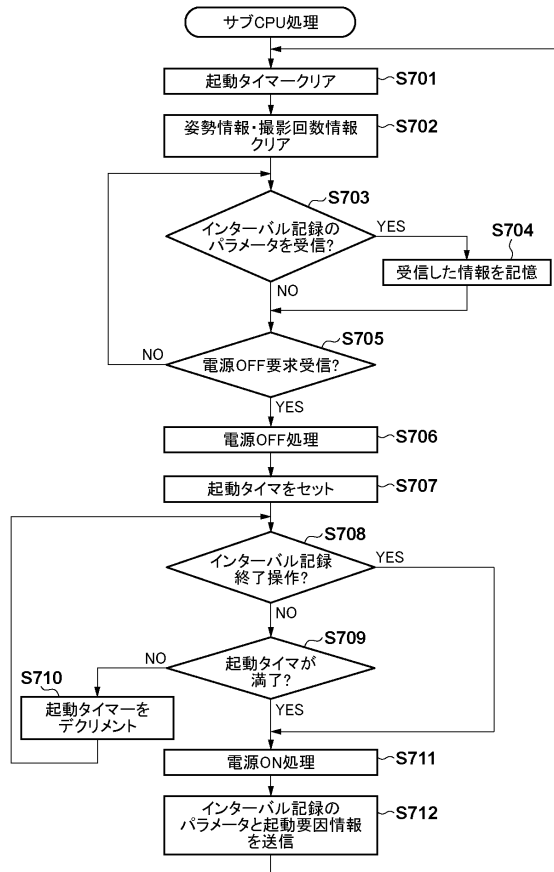 サブCPU処理
起動タイマークリア
S701
姿勢情報・撮影回数情報
クリア
S702
S703
インターバル記録の
パラメータを受信?
YES
S704
受信した情報を記憶
NO
S705
電源OFF要求受信?
NO
YES
電源OFF処理
S706
起動タイマをセット
S707
S708
インターバル記録
終了操作?
YES
NO
S709
起動タイマが
満了?
NO
S710
起動タイマーを
デクリメント
YES
電源ON処理
S711
インターバル記録の
パラメータと起動要因情報
を送信
S712